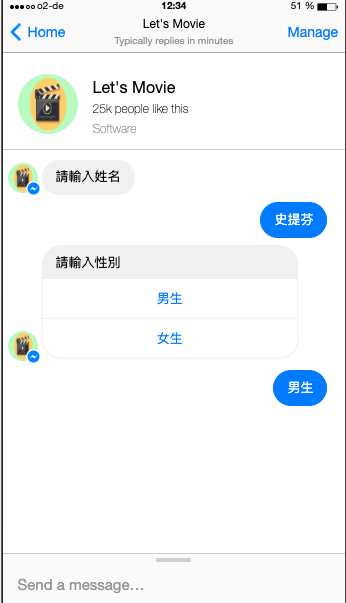 o2-de 12:34 51 %
Home Let's Movie Manage
Typically replies in minutes
Let's Movie
25k people like this
Software
請輸入姓名
史提芬
請輸入性別
男生
女生
男生
Send a message…